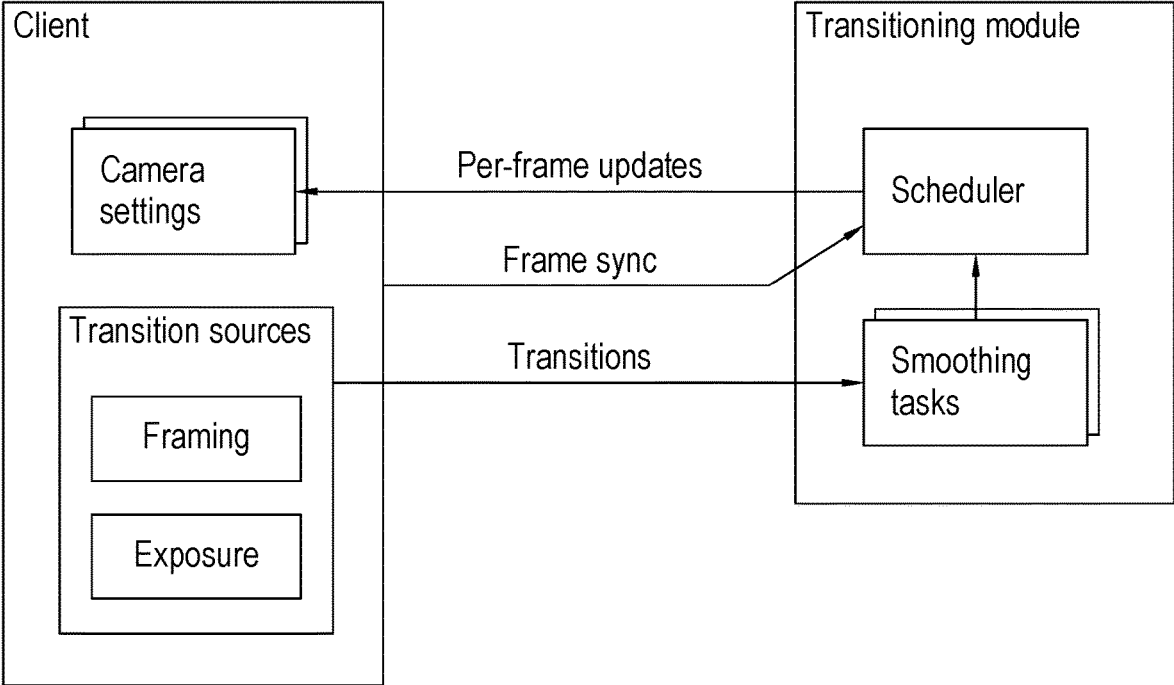 Client
Transitioning module
Camera
settings
Per-frame updates
Scheduler
Frame sync
Transition sources
Transitions
Smoothing
tasks
Framing
Exposure